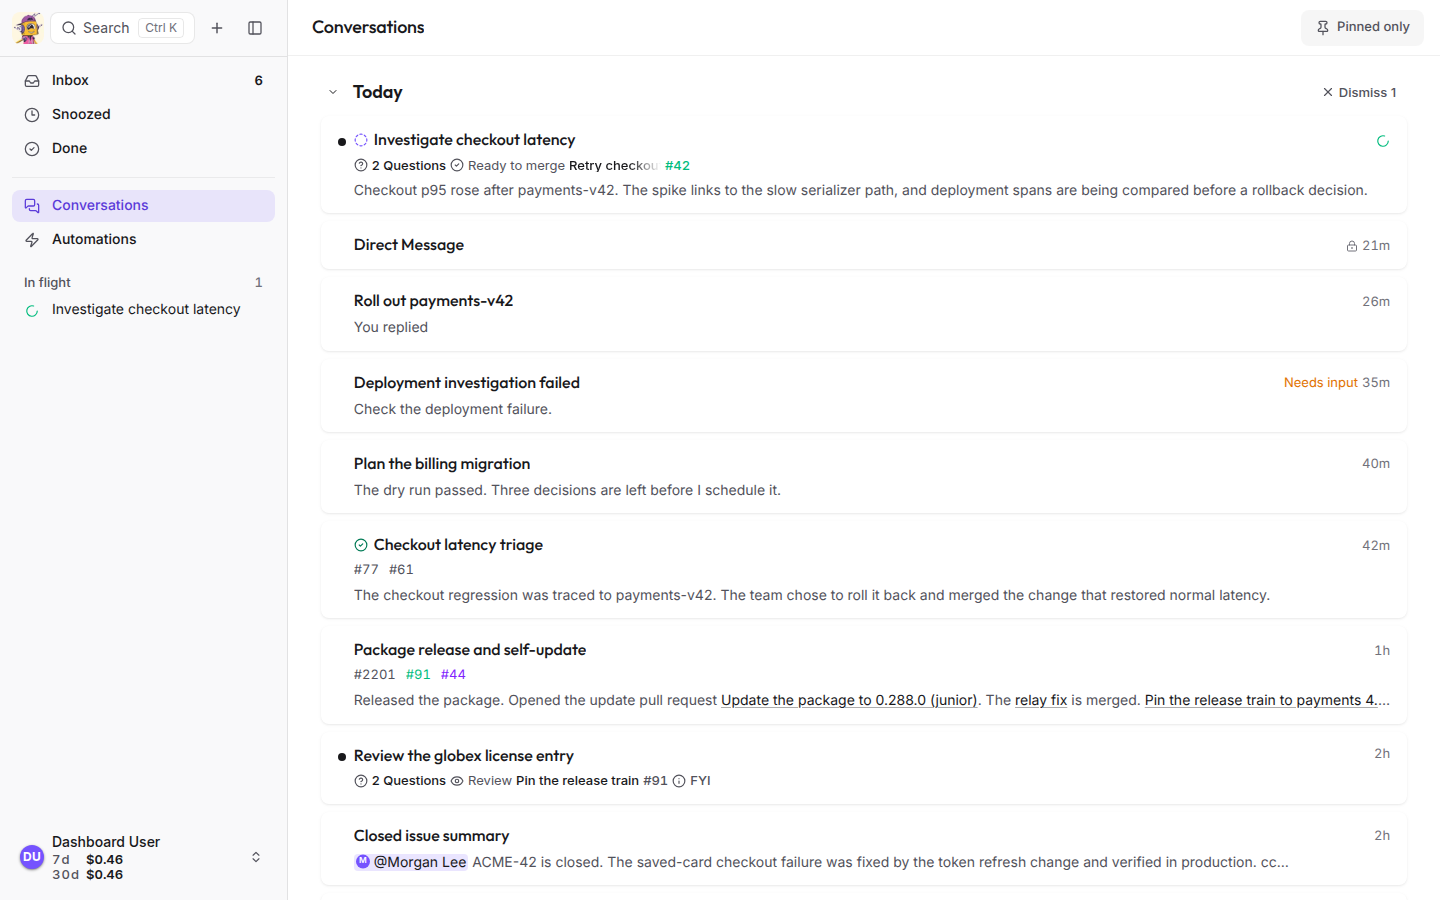 Search Ctrl K
Inbox 6
Snoozed
Done
Conversations
Automations
In flight 1
Investigate checkout latency
DU
Dashboard User
7d $0.46
30d $0.46
Conversations
Pinned only
Today
Dismiss 1
Investigate checkout latency
2 Questions Ready to merge Retry checkou #42
Checkout p95 rose after payments-v42. The spike links to the slow serializer path, and deployment spans are being compared before a rollback decision.
Direct Message 21m
Roll out payments-v42 26m
You replied
Deployment investigation failed Needs input 35m
Check the deployment failure.
Plan the billing migration 40m
The dry run passed. Three decisions are left before I schedule it.
Checkout latency triage 42m
#77 #61
The checkout regression was traced to payments-v42. The team chose to roll it back and merged the change that restored normal latency.
Package release and self-update 1h
#2201 #91 #44
Released the package. Opened the update pull request Update the package to 0.288.0 (junior). The relay fix is merged. Pin the release train to payments 4....
Review the globex license entry 2h
2 Questions Review Pin the release train #91 FYI
Closed issue summary 2h
M @Morgan Lee ACME-42 is closed. The saved-card checkout failure was fixed by the token refresh change and verified in production. cc...